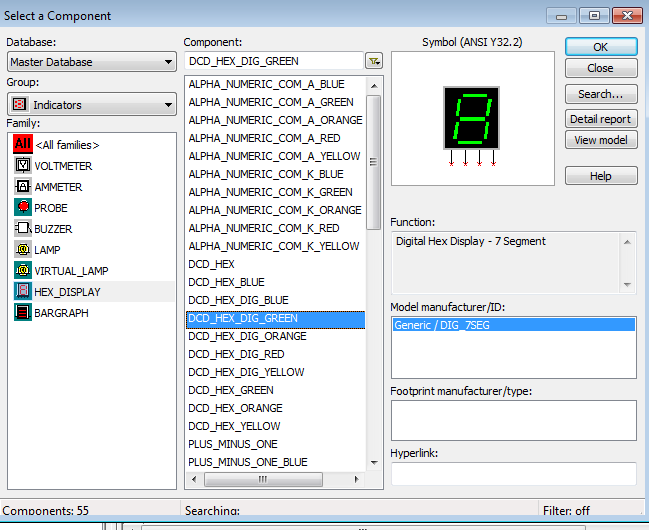 Select a Component
Database:
Master Database
Group:
Indicators
Family:
All <All families>
VOLTMETER
AMMETER
PROBE
BUZZER
LAMP
VIRTUAL_LAMP
HEX_DISPLAY
BARGRAPH
Component:
DCD_HEX_DIG_GREEN
ALPHA_NUMERIC_COM_A_BLUE
ALPHA_NUMERIC_COM_A_GREEN
ALPHA_NUMERIC_COM_A_ORANGE
ALPHA_NUMERIC_COM_A_RED
ALPHA_NUMERIC_COM_A_YELLOW
ALPHA_NUMERIC_COM_K_BLUE
ALPHA_NUMERIC_COM_K_GREEN
ALPHA_NUMERIC_COM_K_ORANGE
ALPHA_NUMERIC_COM_K_RED
ALPHA_NUMERIC_COM_K_YELLOW
DCD_HEX
DCD_HEX_BLUE
DCD_HEX_DIG_BLUE
DCD_HEX_DIG_GREEN
DCD_HEX_DIG_ORANGE
DCD_HEX_DIG_RED
DCD_HEX_DIG_YELLOW
DCD_HEX_GREEN
DCD_HEX_ORANGE
DCD_HEX_YELLOW
PLUS_MINUS_ONE
PLUS_MINUS_ONE_BLUE
Symbol (ANSI Y32.2)
8
Function:
Digital Hex Display - 7 Segment
Model manufacturer/ID:
Generic / DIG_7SEG
Footprint manufacturer/type:
Hyperlink:
OK
Close
Search...
Detail report
View model
Help
Components: 55
Searching:
Filter: off